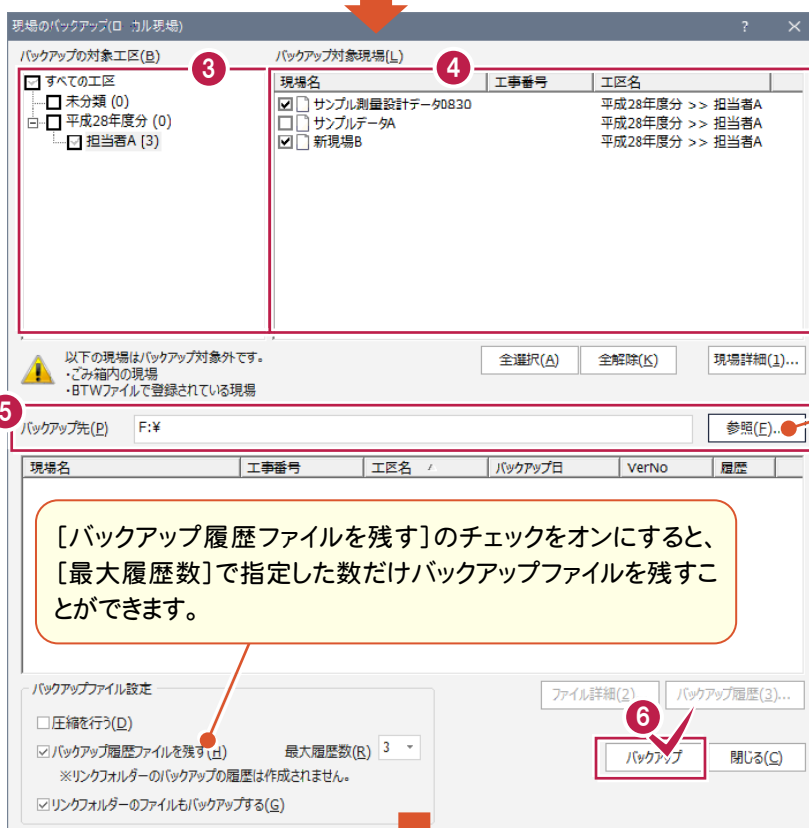 現場のバックアップ(ロ カル現場) ? ×
バックアップの対象工区(B)
3
バックアップ対象現場(L)
4
すべての工区
未分類 (0)
平成28年度分 (0)
担当者A [3]
現場名 工事番号 工区名
サンプル測量設計データ0830 平成28年度分 >> 担当者A
サンプルデータA 平成28年度分 >> 担当者A
新現場B 平成28年度分 >> 担当者A
以下の現場はバックアップ対象外です。
・ごみ箱内の現場
・BTWファイルで登録されている現場
全選択(A) 全解除(K) 現場詳細(1)...
5
バックアップ先(P) F:¥ 参照(F)...
現場名 工事番号 工区名 バックアップ日 VerNo 履歴
[バックアップ履歴ファイルを残す]のチェックをオンにすると、
[最大履歴数]で指定した数だけバックアップファイルを残すこ
とができます。
バックアップファイル設定
ファイル詳細(2)... バックアップ履歴(3)...
6
圧縮を行う(D)
バックアップ履歴ファイルを残す(H) 最大履歴数(R) 3
バックアップ 閉じる(C)
※リンクフォルダーのバックアップの履歴は作成されません。
リンクフォルダーのファイルもバックアップする(G)